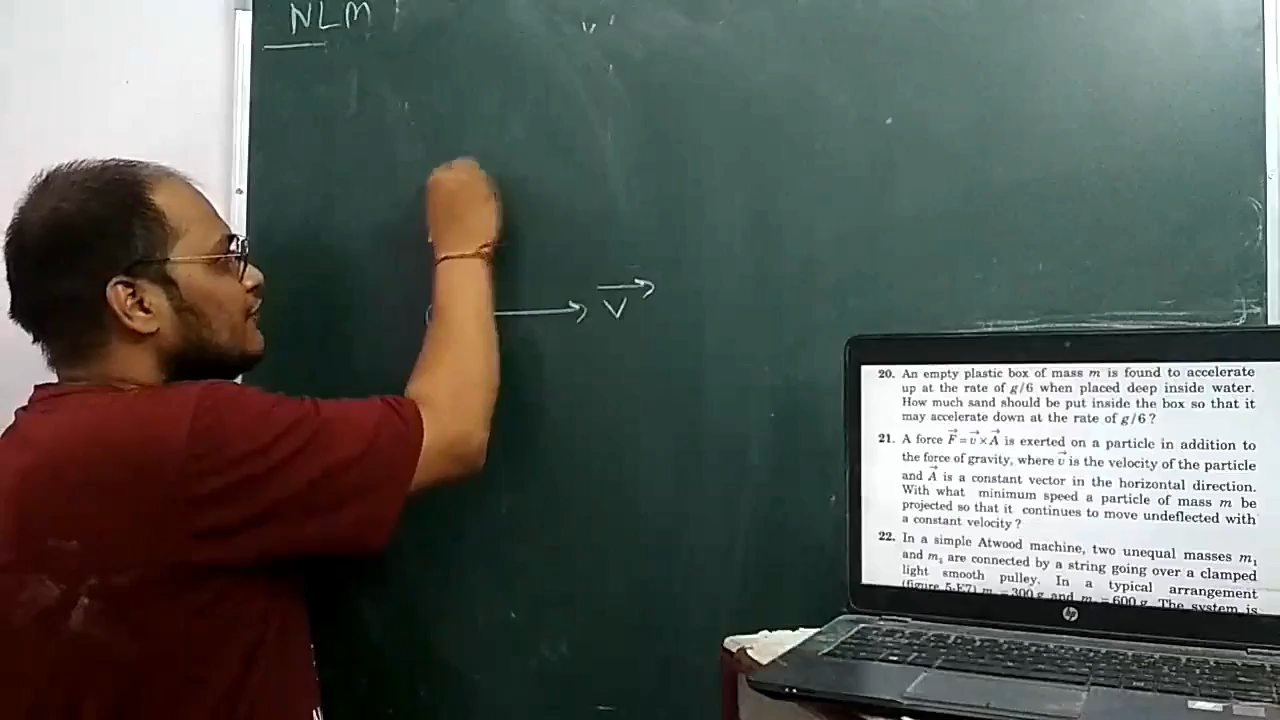 NLM
v'
V
20. An empty plastic box of mass m is found to accelerate
up at the rate of g/6 when placed deep inside water.
How much sand should be put inside the box so that it
may accelerate down at the rate of g/6 ?
21. A force F⃗ = v⃗ × A⃗ is exerted on a particle in addition to
the force of gravity, where v⃗ is the velocity of the particle
and A⃗ is a constant vector in the horizontal direction.
With what minimum speed a particle of mass m be
projected so that it continues to move undeflected with
a constant velocity ?
22. In a simple Atwood machine, two unequal masses m₁
and m₂ are connected by a string going over a clamped
light smooth pulley. In a typical arrangement
(figure 5-E7) m = 300 g and m = 600 g. The system is
hp